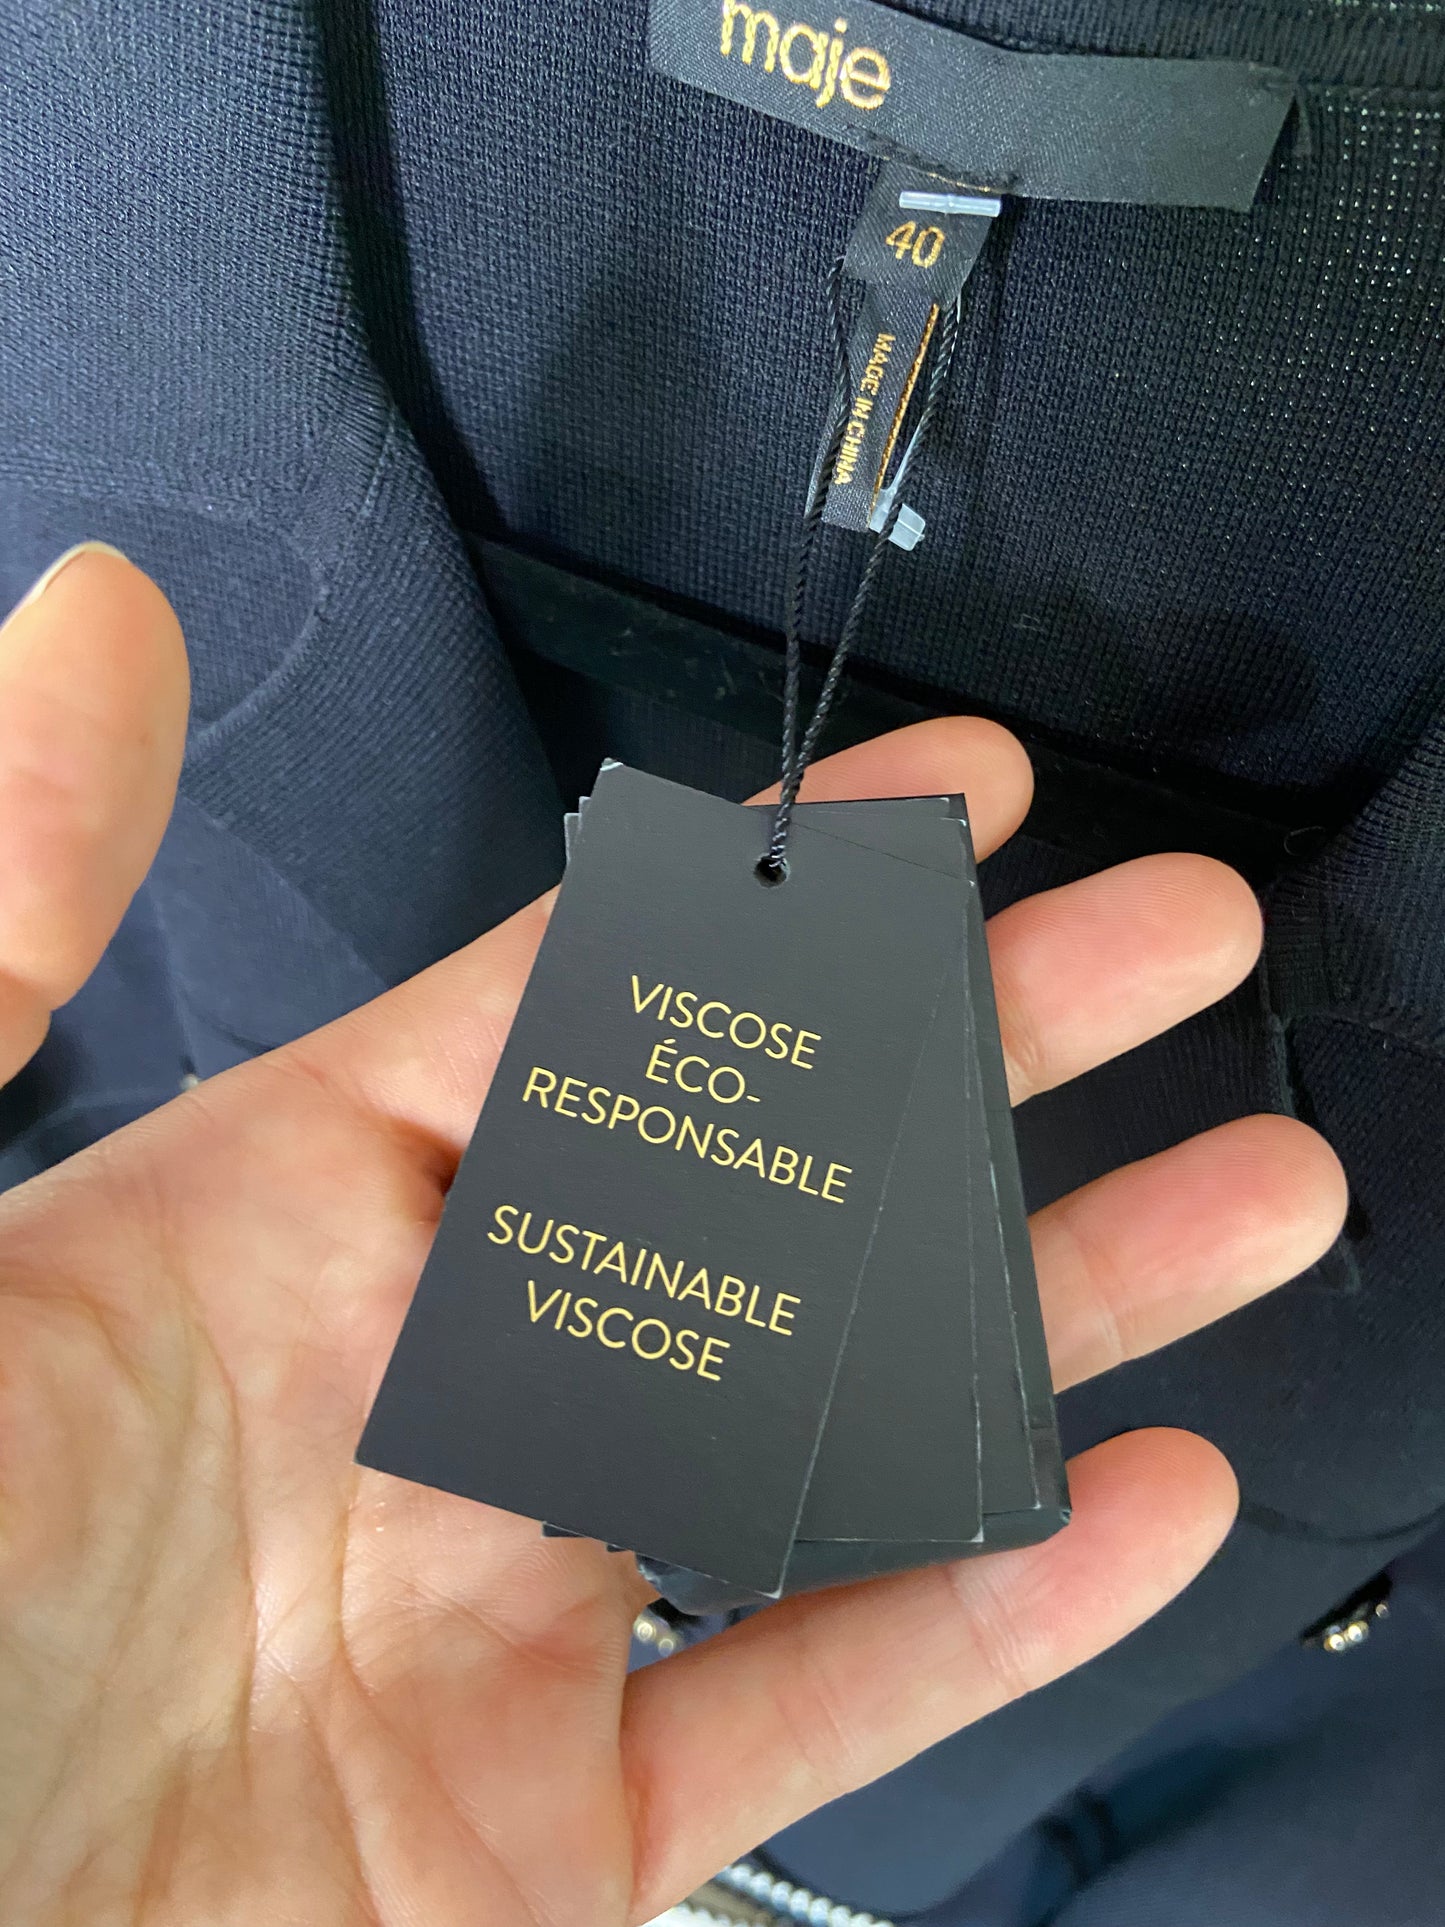 maje
40
MADE IN CHINA
VISCOSE
ÉCO-
RESPONSABLE
SUSTAINABLE
VISCOSE